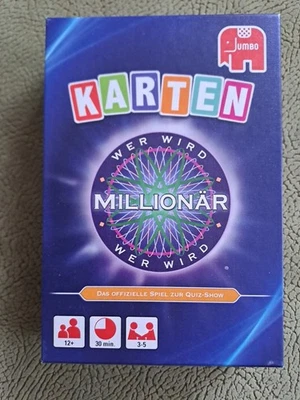 Jumbo
KARTEN
WER WIRD
MILLIONÄR
WER WIRD
®
DAS OFFIZIELLE SPIEL ZUR QUIZ-SHOW
12+
30 min
3-5